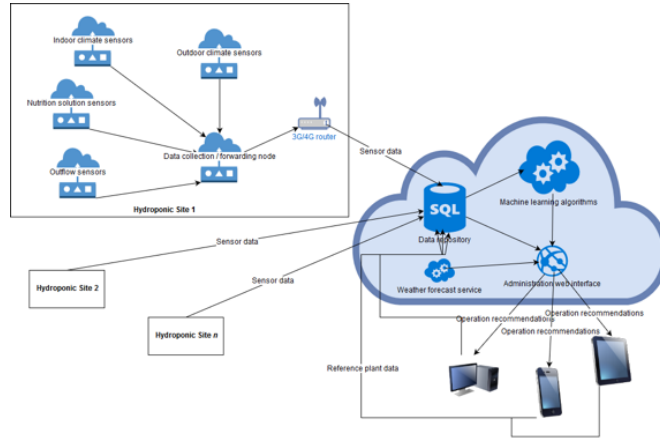 Indoor climate sensors
Outdoor climate sensors
Nutrition solution sensors
3G/4G router
Data collection / forwarding node
Sensor data
Outflow sensors
Hydroponic Site 1
SQL
Machine learning algorithms
Data repository
Sensor data
Sensor data
Hydroponic Site 2
Weather forecast service
Administration web interface
Operation recommendations
Operation recommendations
Operation recommendations
Hydroponic Site n
Reference plant data